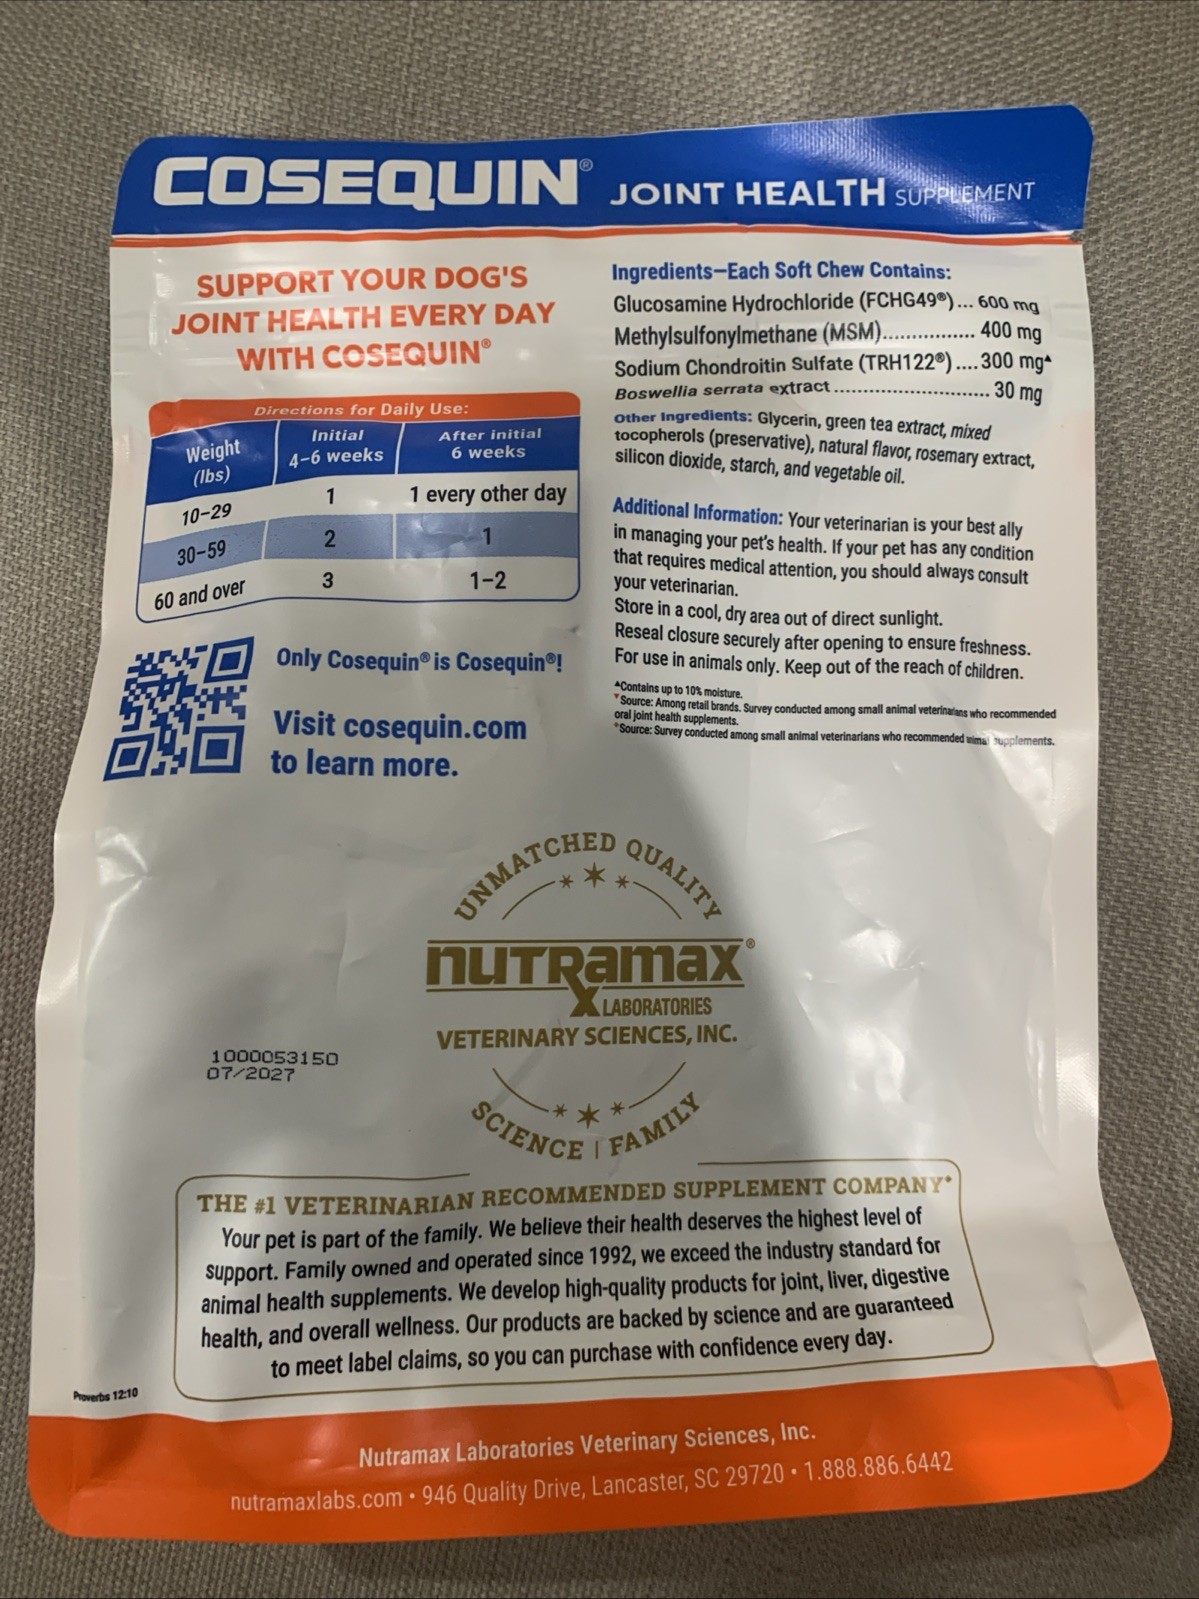 COSEQUIN® JOINT HEALTH SUPPLEMENT
SUPPORT YOUR DOG'S
JOINT HEALTH EVERY DAY
WITH COSEQUIN®
Directions for Daily Use:
Weight (lbs) Initial 4-6 weeks After initial 6 weeks
10-29 1 1 every other day
30-59 2 1
60 and over 3 1-2
Only Cosequin® is Cosequin®!
Visit cosequin.com
to learn more.
Ingredients—Each Soft Chew Contains:
Glucosamine Hydrochloride (FCHG49®)... 600 mg
Methylsulfonylmethane (MSM)................ 400 mg
Sodium Chondroitin Sulfate (TRH122®)....300 mg▲
Boswellia serrata extract............................ 30 mg
Other Ingredients: Glycerin, green tea extract, mixed
tocopherols (preservative), natural flavor, rosemary extract,
silicon dioxide, starch, and vegetable oil.
Additional Information: Your veterinarian is your best ally
in managing your pet's health. If your pet has any condition
that requires medical attention, you should always consult
your veterinarian.
Store in a cool, dry area out of direct sunlight.
Reseal closure securely after opening to ensure freshness.
For use in animals only. Keep out of the reach of children.
▲Contains up to 10% moisture.
▼Source: Among retail brands. Survey conducted among small animal veterinarians who recommended
oral joint health supplements.
Source: Survey conducted among small animal veterinarians who recommended animal supplements.
UNMATCHED QUALITY
nutramax®
LABORATORIES
VETERINARY SCIENCES, INC.
SCIENCE | FAMILY
1000053150
07/2027
THE #1 VETERINARIAN RECOMMENDED SUPPLEMENT COMPANY
Your pet is part of the family. We believe their health deserves the highest level of
support. Family owned and operated since 1992, we exceed the industry standard for
animal health supplements. We develop high-quality products for joint, liver, digestive
health, and overall wellness. Our products are backed by science and are guaranteed
to meet label claims, so you can purchase with confidence every day.
Proverbs 12:10
Nutramax Laboratories Veterinary Sciences, Inc.
nutramaxlabs.com • 946 Quality Drive, Lancaster, SC 29720 • 1.888.886.6442